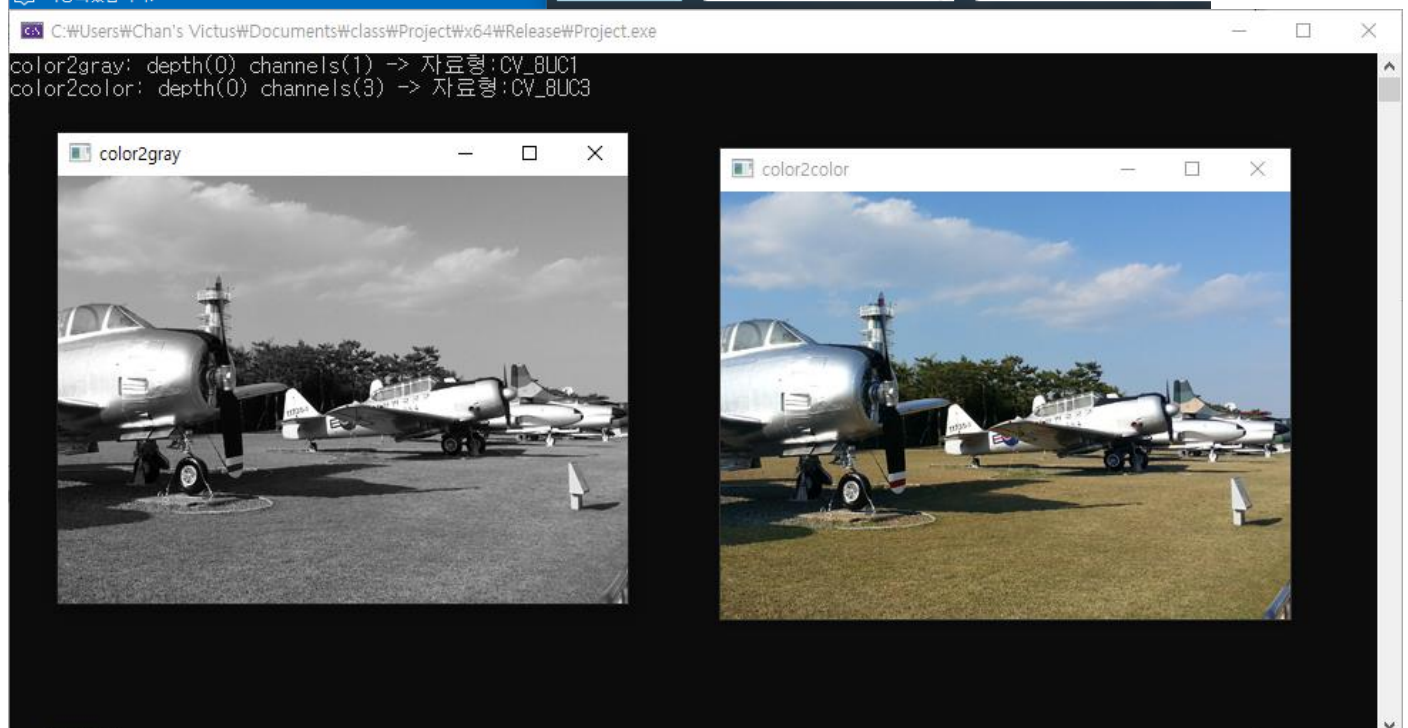 C:₩Users₩Chan's Victus₩Documents₩class₩Project₩x64₩Release₩Project.exe
color2gray: depth(0) channels(1) -> 자료형:CV_8UC1
color2color: depth(0) channels(3) -> 자료형:CV_8UC3
color2gray
color2color